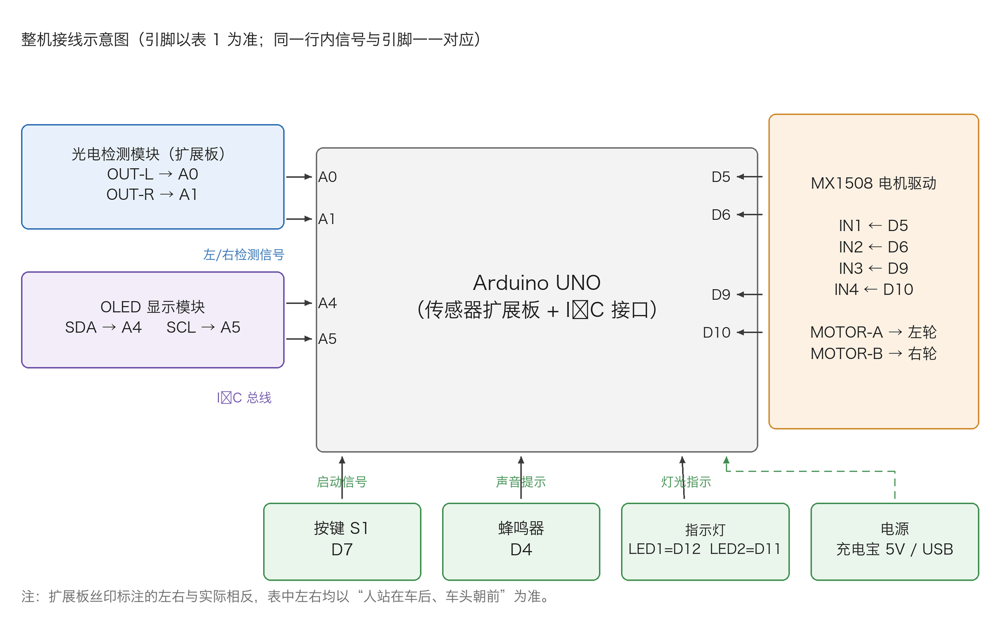 整机接线示意图（引脚以表 1 为准；同一行内信号与引脚一一对应）
光电检测模块（扩展板）
OUT-L → A0
OUT-R → A1
左/右检测信号
OLED 显示模块
SDA → A4 SCL → A5
I□C 总线
A0
A1
A4
A5
Arduino UNO
（传感器扩展板 + I□C 接口）
D5
D6
D9
D10
MX1508 电机驱动
IN1 ← D5
IN2 ← D6
IN3 ← D9
IN4 ← D10
MOTOR-A → 左轮
MOTOR-B → 右轮
启动信号
声音提示
灯光指示
按键 S1
D7
蜂鸣器
D4
指示灯
LED1=D12 LED2=D11
电源
充电宝 5V / USB
注：扩展板丝印标注的左右与实际相反，表中左右均以“人站在车后、车头朝前”为准。